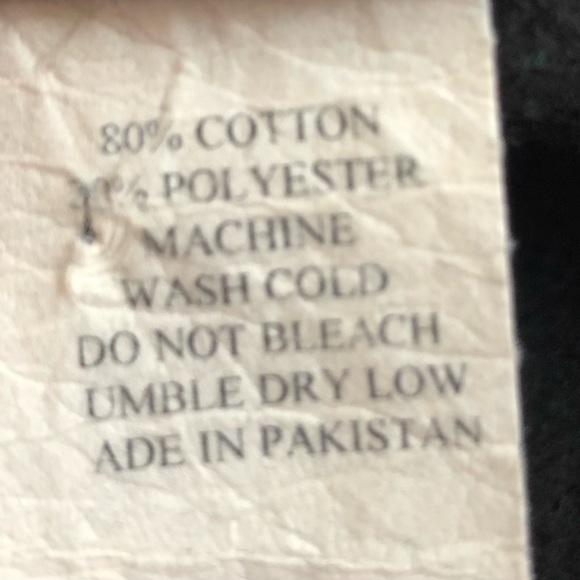 80% COTTON
% POLYESTER
MACHINE
WASH COLD
DO NOT BLEACH
UMBLE DRY LOW
ADE IN PAKISTAN